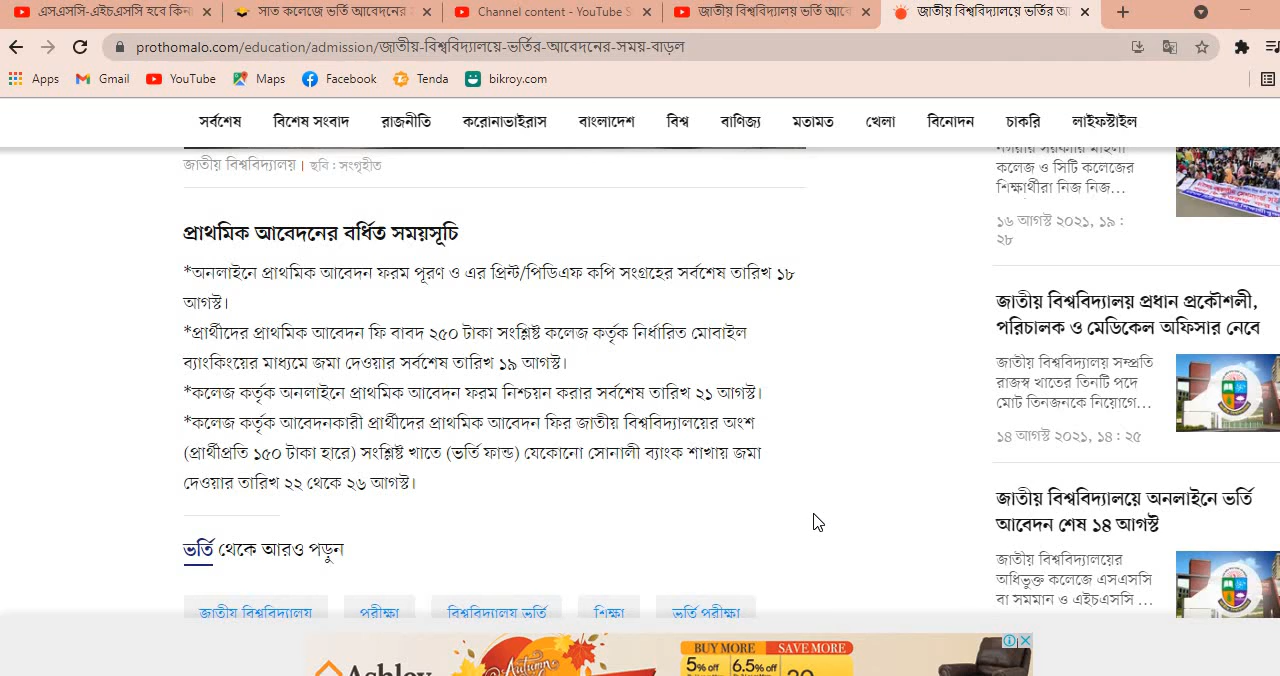 এসএসসি-এইচএসসি হবে কিনা
সাত কলেজে ভর্তি আবেদনের
Channel content - YouTube S
জাতীয় বিশ্ববিদ্যালয় ভর্তি আবে
জাতীয় বিশ্ববিদ্যালয়ে ভর্তির আ
prothomalo.com/education/admission/জাতীয়-বিশ্ববিদ্যালয়ে-ভর্তির-আবেদনের-সময়-বাড়ল
Apps Gmail YouTube Maps Facebook Tenda bikroy.com
সর্বশেষ বিশেষ সংবাদ রাজনীতি করোনাভাইরাস বাংলাদেশ বিশ্ব বাণিজ্য মতামত খেলা বিনোদন চাকরি লাইফস্টাইল
জাতীয় বিশ্ববিদ্যালয় | ছবি : সংগৃহীত
প্রাথমিক আবেদনের বর্ধিত সময়সূচি
*অনলাইনে প্রাথমিক আবেদন ফরম পূরণ ও এর প্রিন্ট/পিডিএফ কপি সংগ্রহের সর্বশেষ তারিখ ১৮
আগস্ট।
*প্রার্থীদের প্রাথমিক আবেদন ফি বাবদ ২৫০ টাকা সংশ্লিষ্ট কলেজ কর্তৃক নির্ধারিত মোবাইল
ব্যাংকিংয়ের মাধ্যমে জমা দেওয়ার সর্বশেষ তারিখ ১৯ আগস্ট।
*কলেজ কর্তৃক অনলাইনে প্রাথমিক আবেদন ফরম নিশ্চয়ন করার সর্বশেষ তারিখ ২১ আগস্ট।
*কলেজ কর্তৃক আবেদনকারী প্রার্থীদের প্রাথমিক আবেদন ফির জাতীয় বিশ্ববিদ্যালয়ের অংশ
(প্রার্থীপ্রতি ১৫০ টাকা হারে) সংশ্লিষ্ট খাতে (ভর্তি ফান্ড) যেকোনো সোনালী ব্যাংক শাখায় জমা
দেওয়ার তারিখ ২২ থেকে ২৬ আগস্ট।
ভর্তি থেকে আরও পড়ুন
জাতীয় বিশ্ববিদ্যালয় পরীক্ষা বিশ্ববিদ্যালয় ভর্তি শিক্ষা ভর্তি পরীক্ষা
নগরীর সরকারি মহিলা
কলেজ ও সিটি কলেজের
শিক্ষার্থীরা নিজ নিজ...
১৬ আগস্ট ২০২১, ১৯ :
২৮
জাতীয় বিশ্ববিদ্যালয় প্রধান প্রকৌশলী,
পরিচালক ও মেডিকেল অফিসার নেবে
জাতীয় বিশ্ববিদ্যালয় সম্প্রতি
রাজস্ব খাতের তিনটি পদে
মোট তিনজনকে নিয়োগে...
১৪ আগস্ট ২০২১, ১৪ : ২৫
জাতীয় বিশ্ববিদ্যালয়ে অনলাইনে ভর্তি
আবেদন শেষ ১৪ আগস্ট
জাতীয় বিশ্ববিদ্যালয়ের
অধিভুক্ত কলেজে এসএসসি
বা সমমান ও এইচএসসি ...
Ashley
Autumn
BUY MORE SAVE MORE
5% off 6.5% off